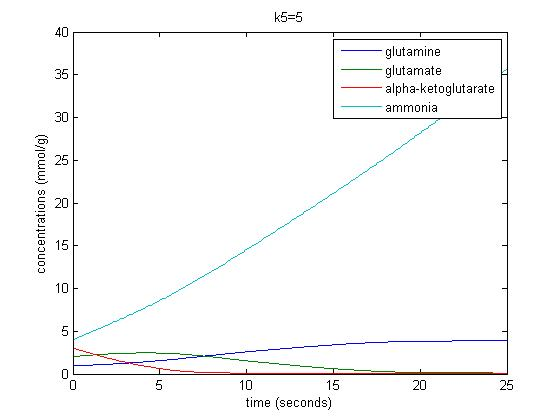 k5=5
concentrations (mmol/g)
40
35
30
25
20
15
10
5
0
glutamine
glutamate
alpha-ketoglutarate
ammonia
0 5 10 15 20 25
time (seconds)